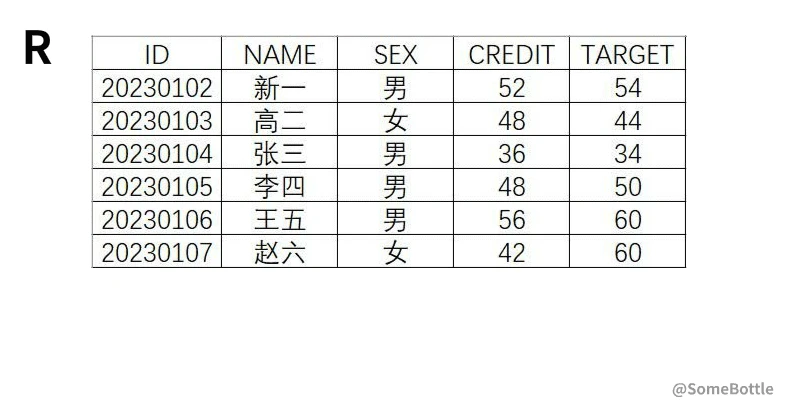 R
ID NAME SEX CREDIT TARGET
20230102 新一 男 52 54
20230103 高二 女 48 44
20230104 张三 男 36 34
20230105 李四 男 48 50
20230106 王五 男 56 60
20230107 赵六 女 42 60
@SomeBottle